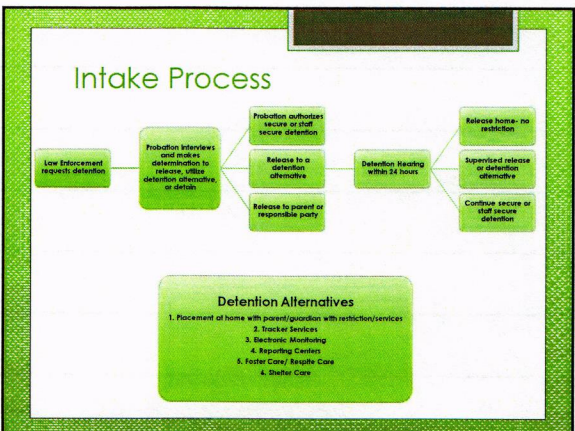 Intake Process
Law Enforcement
requests detention
Probation interviews
and makes
determination to
release, utilize
detention alternative,
or detain
Probation authorizes
secure or staff
secure detention
Release to a
detention
alternative
Release to parent or
responsible party
Detention Hearing
within 24 hours
Release home- no
restriction
Supervised release
or detention
alternative
Continue secure or
staff secure
detention
Detention Alternatives
1. Placement at home with parent/guardian with restriction/services
2. Tracker Services
3. Electronic Monitoring
4. Reporting Centers
5. Foster Care/ Respite Care
6. Shelter Care